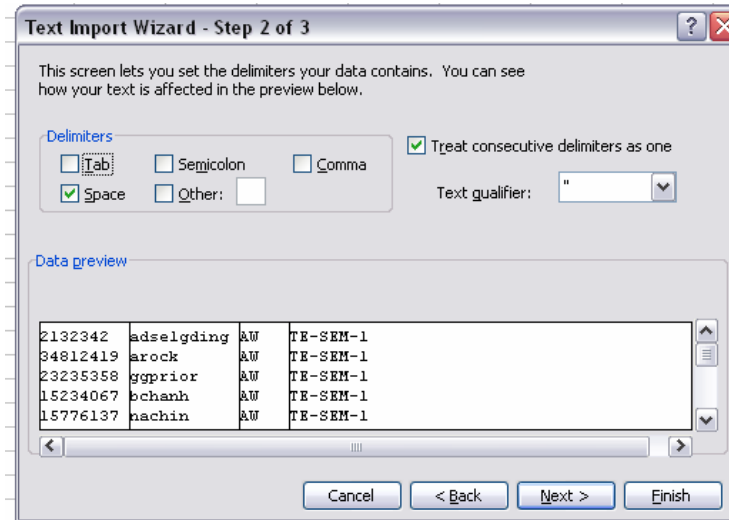 Text Import Wizard - Step 2 of 3
This screen lets you set the delimiters your data contains. You can see
how your text is affected in the preview below.
Delimiters
Tab
Semicolon
Comma
Space
Other:
Treat consecutive delimiters as one
Text qualifier: "
Data preview
2132342 adselgding AW TE-SEM-1
34812419 arock AW TE-SEM-1
23235358 ggprior AW TE-SEM-1
15234067 bchanh AW TE-SEM-1
15776137 nachin AW TE-SEM-1
Cancel < Back Next > Finish